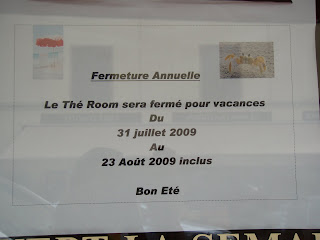 Fermeture Annuelle
Le Thé Room sera fermé pour vacances
Du
31 juillet 2009
Au
23 Août 2009 inclus
Bon Eté